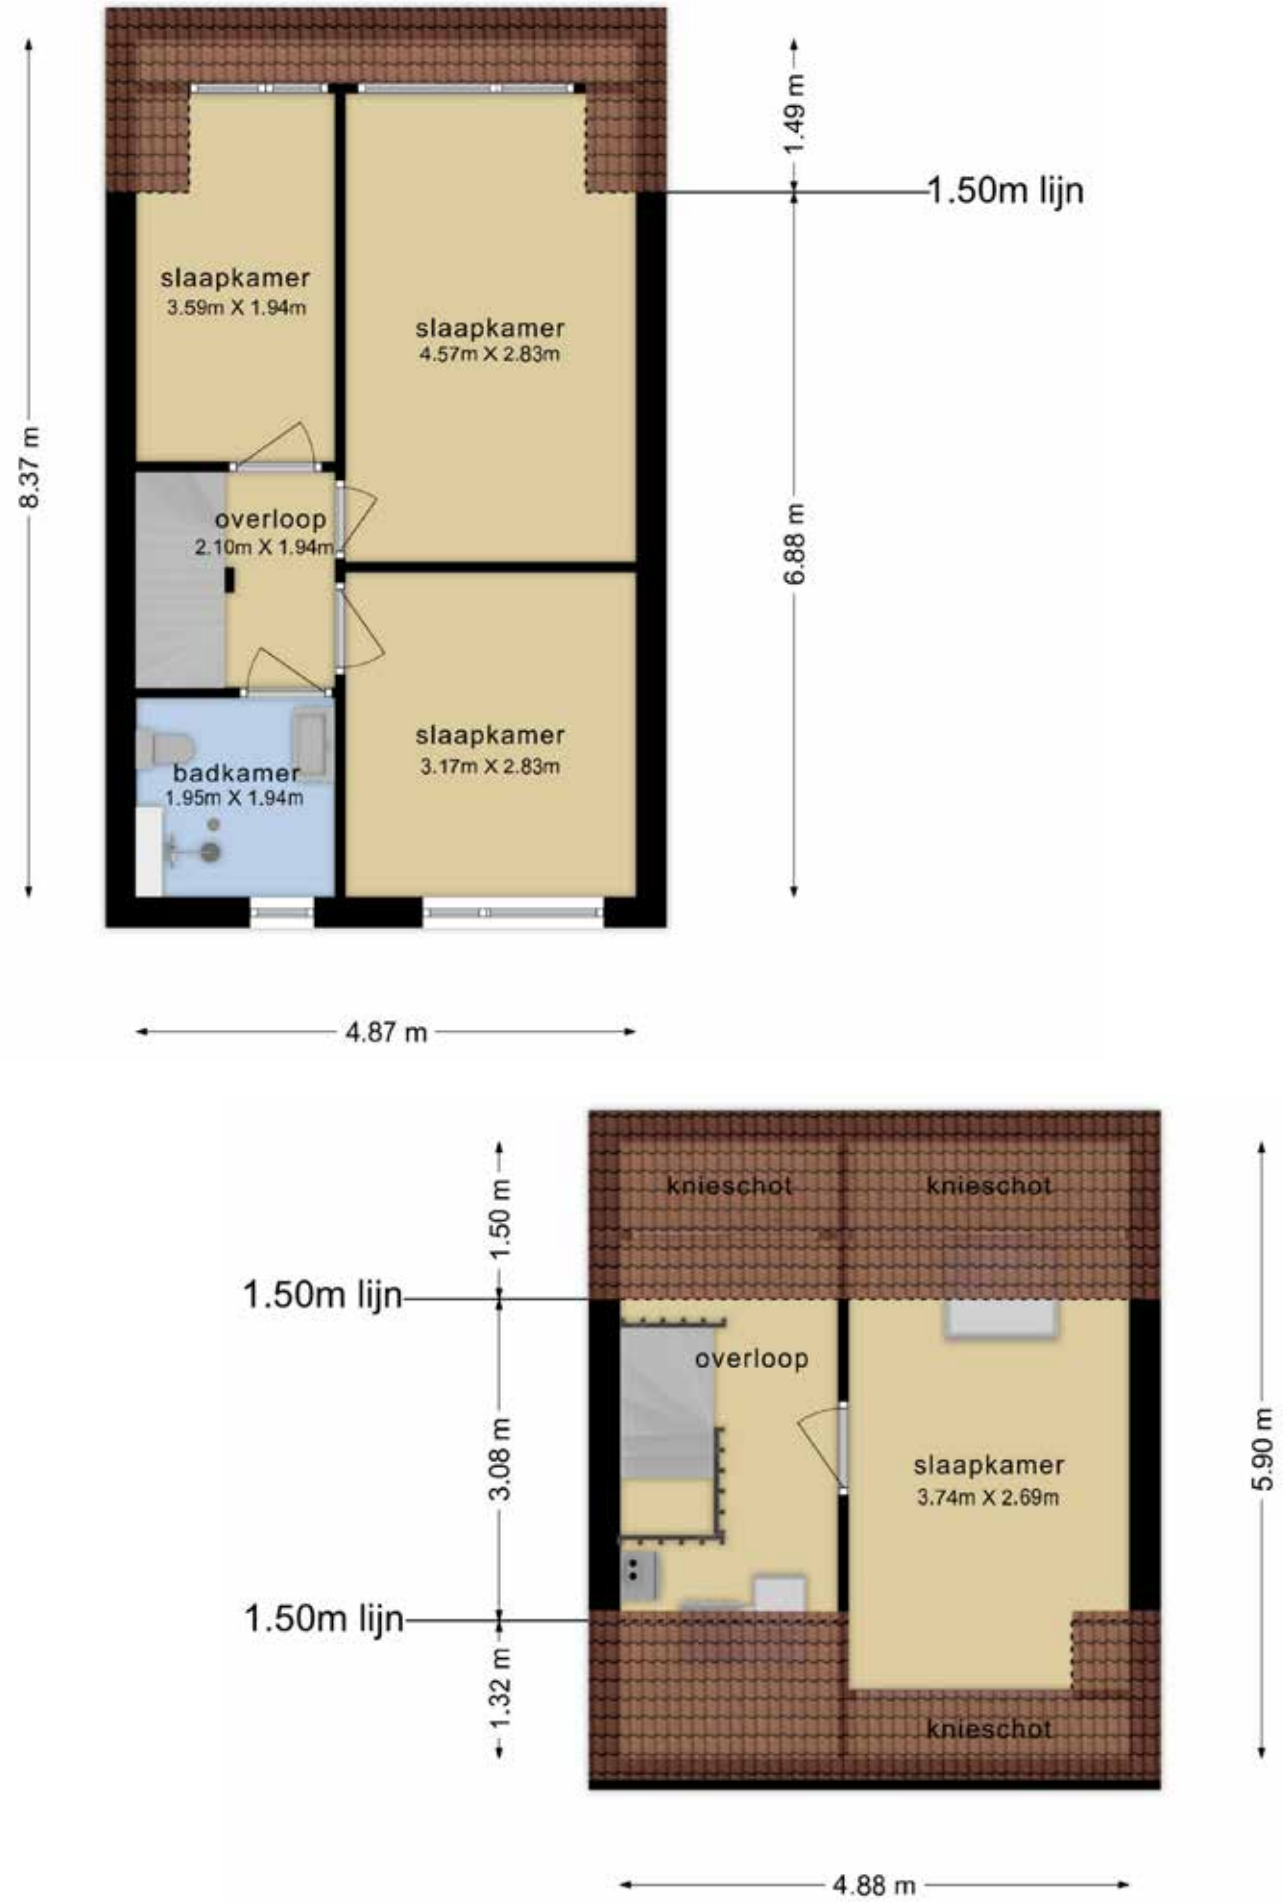 8.37 m
1.49 m
1.50m lijn
6.88 m
slaapkamer
3.59m X 1.94m
slaapkamer
4.57m X 2.83m
overloop
2.10m X 1.94m
slaapkamer
3.17m X 2.83m
badkamer
1.95m X 1.94m
4.87 m
1.50 m
knieschot
knieschot
1.50m lijn
overloop
3.08 m
slaapkamer
3.74m X 2.69m
5.90 m
1.50m lijn
1.32 m
knieschot
4.88 m